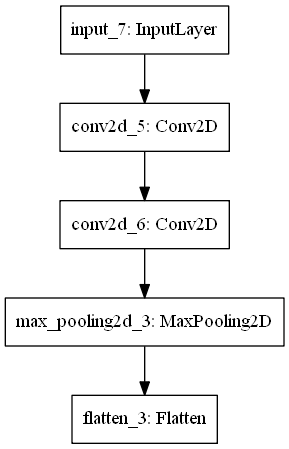 input_7: InputLayer
conv2d_5: Conv2D
conv2d_6: Conv2D
max_pooling2d_3: MaxPooling2D
flatten_3: Flatten